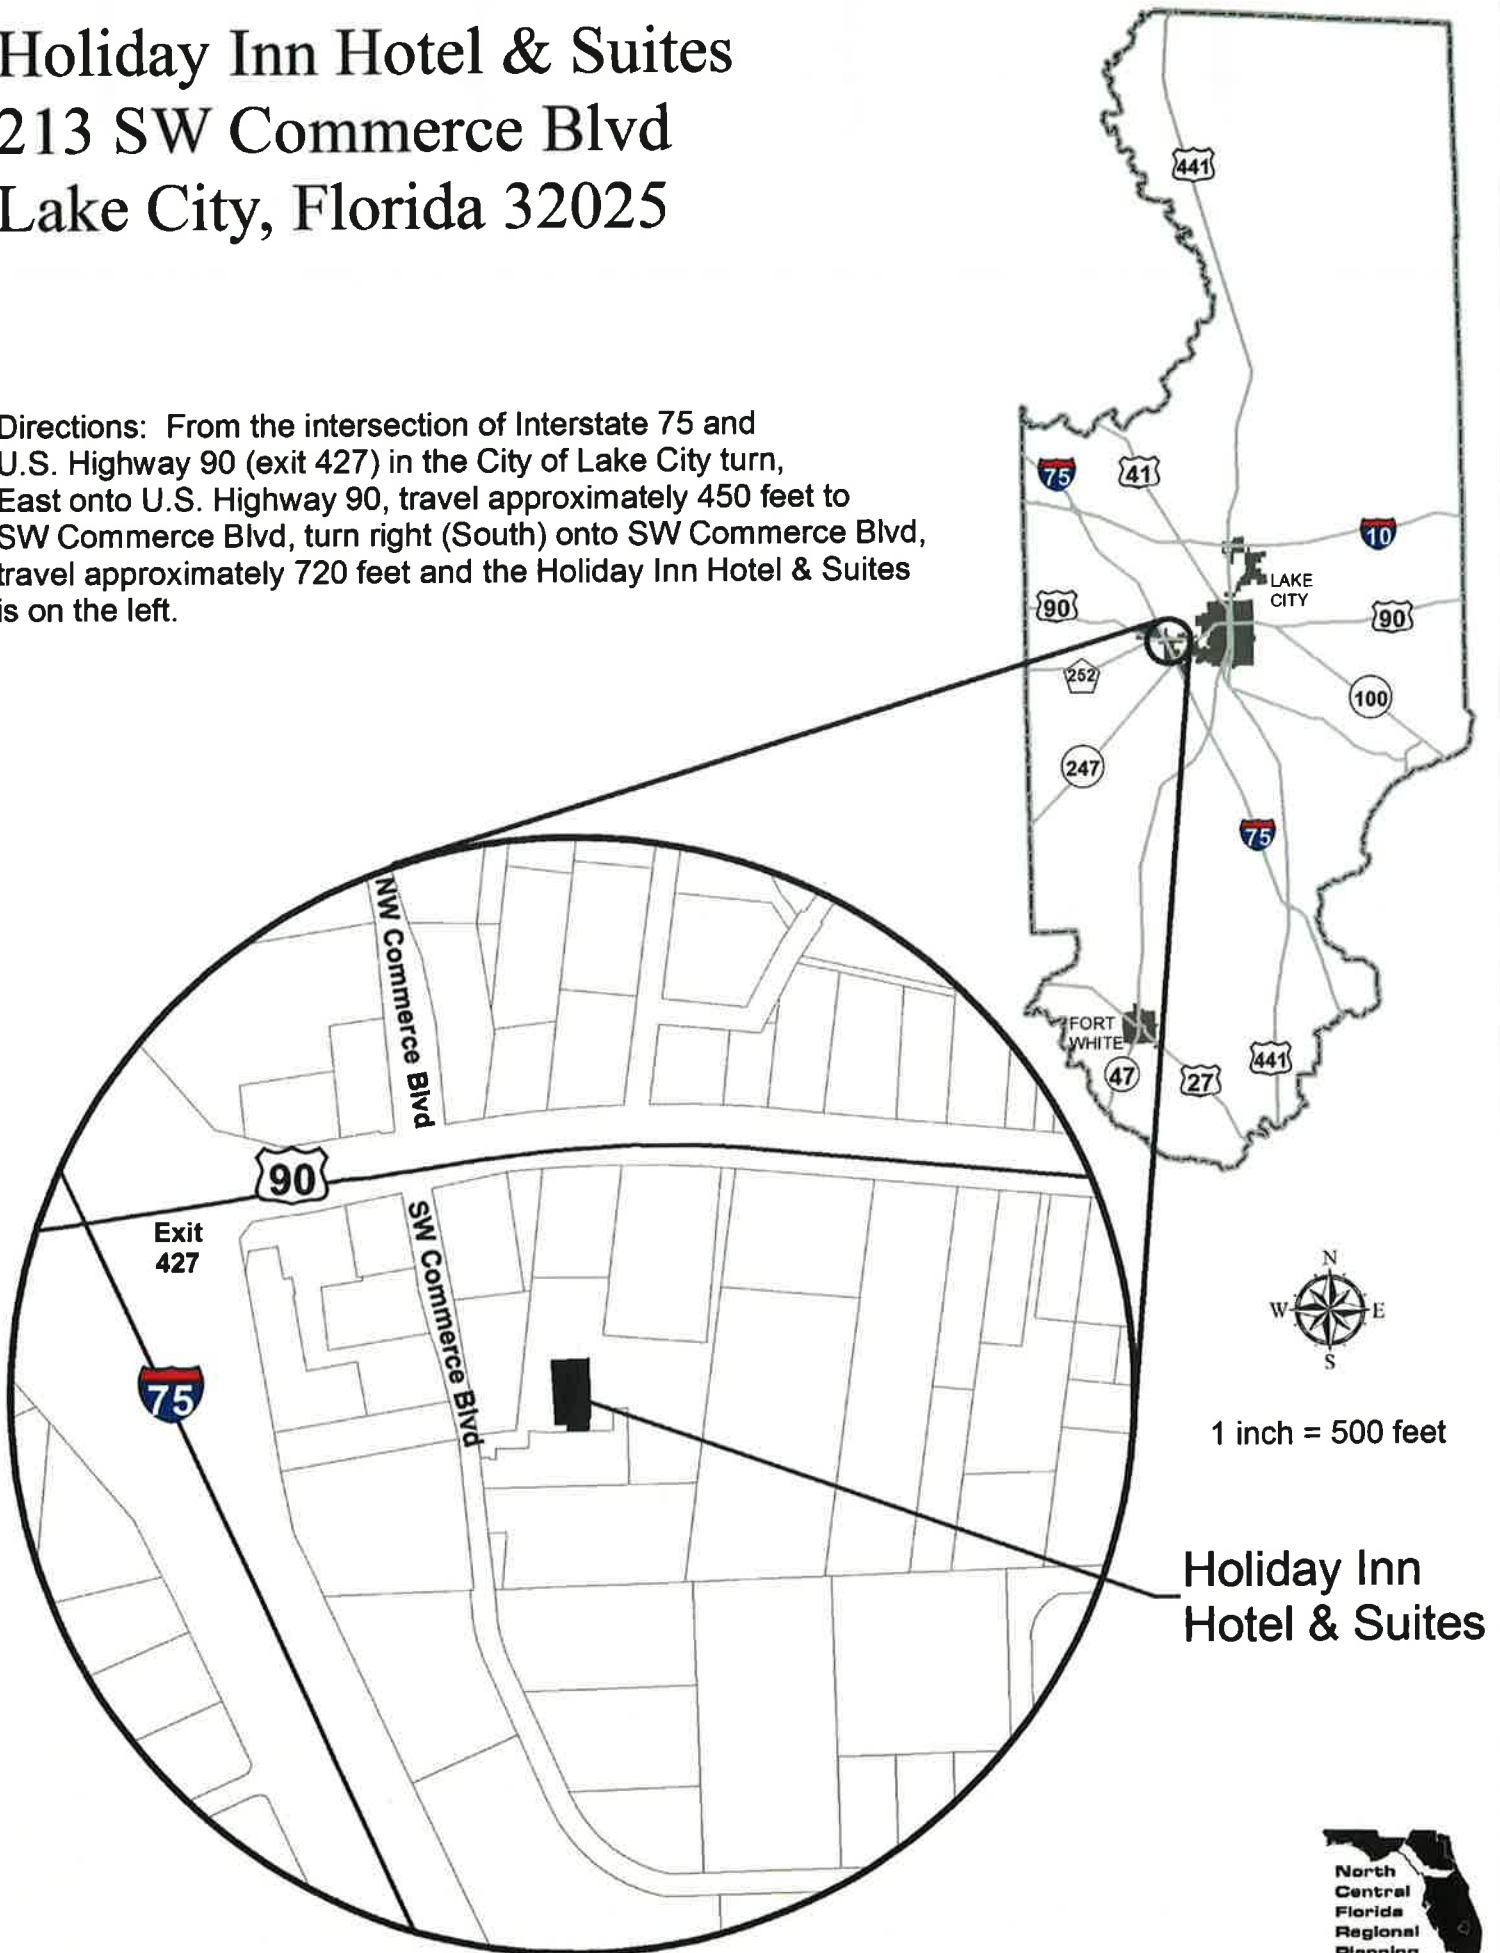 Holiday Inn Hotel & Suites
213 SW Commerce Blvd
Lake City, Florida 32025
Directions: From the intersection of Interstate 75 and
U.S. Highway 90 (exit 427) in the City of Lake City turn,
East onto U.S. Highway 90, travel approximately 450 feet to
SW Commerce Blvd, turn right (South) onto SW Commerce Blvd,
travel approximately 720 feet and the Holiday Inn Hotel & Suites
is on the left.
441
75
41
10
LAKE
CITY
90
90
252
100
247
75
FORT
WHITE
47
27
441
NW Commerce Blvd
90
Exit
427
SW Commerce Blvd
75
N
W
E
S
1 inch = 500 feet
Holiday Inn
Hotel & Suites
North
Central
Florida
Regional
Planning